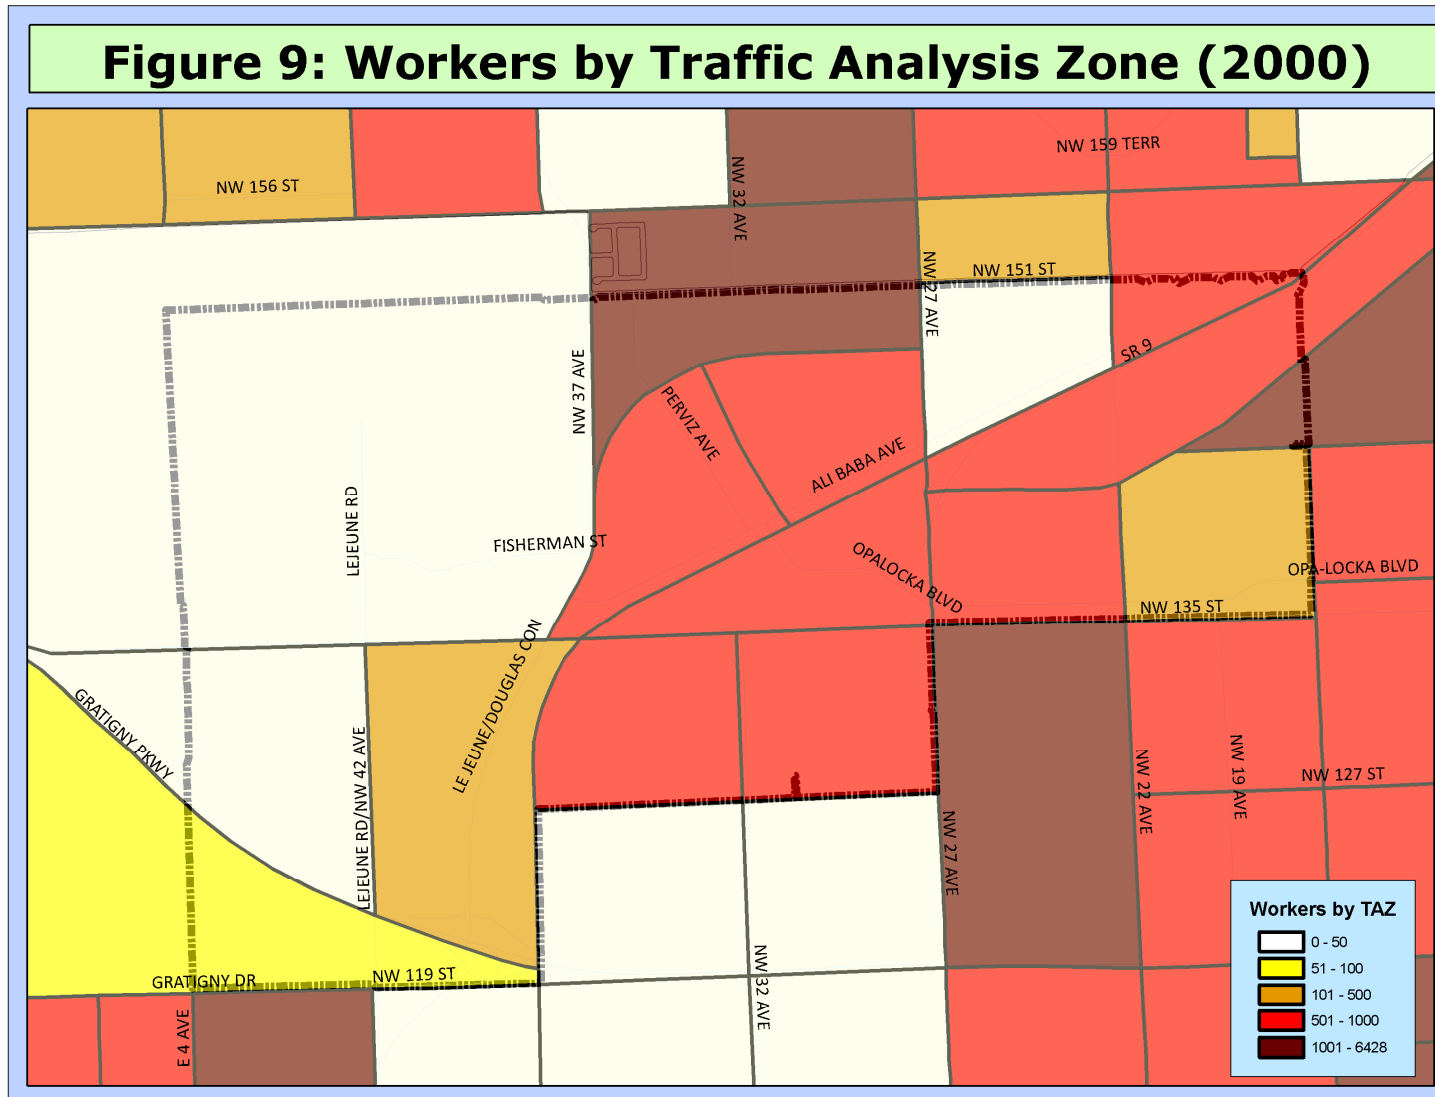 Figure 9: Workers by Traffic Analysis Zone (2000)
NW 159 TERR
NW 156 ST
NW 32 AVE
NW 151 ST
NW 27 AVE
SR 9
NW 37 AVE
PERVIZ AVE
ALI BABA AVE
LEJEUNE RD
FISHERMAN ST
OPALOCKA BLVD
OPA-LOCKA BLVD
NW 135 ST
LE JEUNE/DOUGLAS CON
GRATIGNY PKWY
LEJEUNE RD/NW 42 AVE
NW 22 AVE
NW 19 AVE
NW 127 ST
NW 27 AVE
NW 32 AVE
GRATIGNY DR
NW 119 ST
E 4 AVE
Workers by TAZ
0 - 50
51 - 100
101 - 500
501 - 1000
1001 - 6428